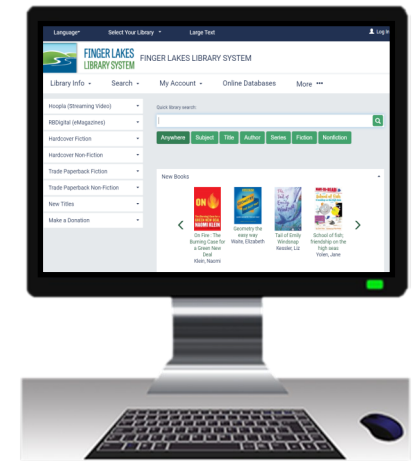 Language* Select Your Library Large Text Log in
FINGER LAKES
LIBRARY SYSTEM
FINGER LAKES LIBRARY SYSTEM
Library Info Search My Account Online Databases More •••
Hoopla (Streaming Video)
RBDigital (eMagazines)
Hardcover Fiction
Hardcover Non-Fiction
Trade Paperback Fiction
Trade Paperback Non-Fiction
New Titles
Make a Donation
Quick library search
Anywhere Subject Title Author Series Fiction Nonfiction
New Books
ON
NAOMI KLEIN
On Fire : The
Burning Case for
a Green New
Deal
Klein, Naomi
Geometry the
easy way
Waite, Elizabeth
Tail of Emily
Windsnap
Kessler, Liz
School of fish;
friendship on the
high seas
Yolen, Jane